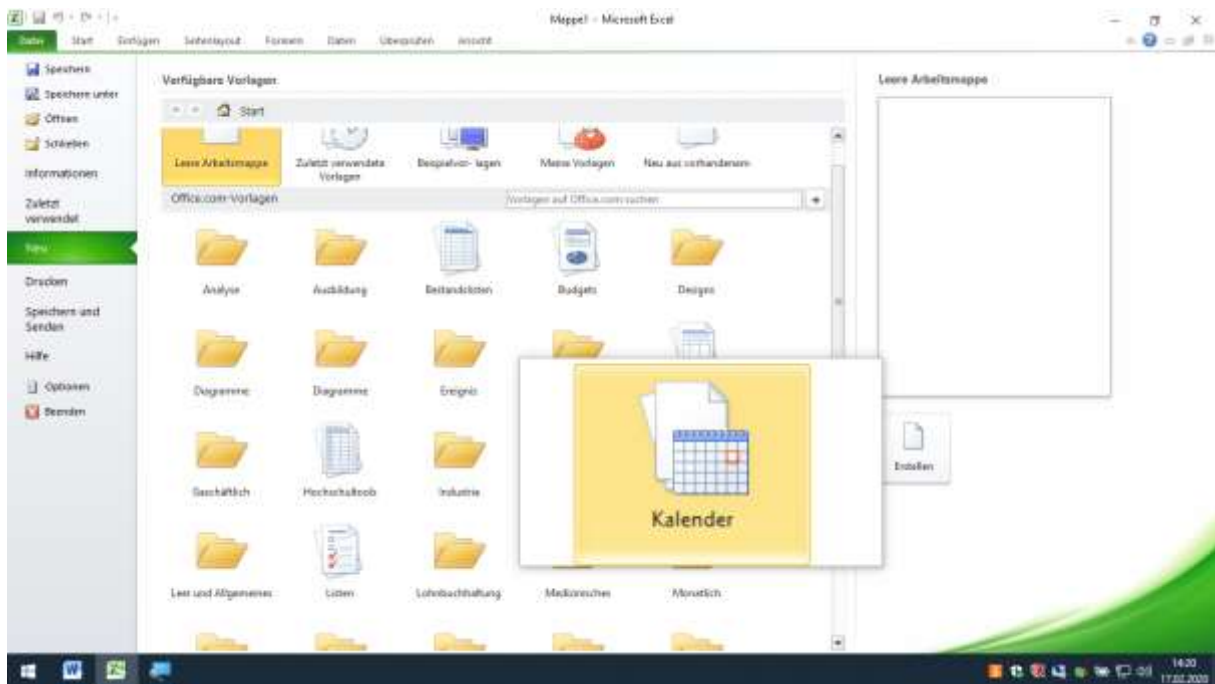 Mappe1 - Microsoft Excel
Datei Start Einfügen Seitenlayout Formeln Daten Überprüfen Ansicht
Speichern
Speichern unter
Öffnen
Schließen
Informationen
Zuletzt
verwendet
Neu
Drucken
Speichern und
Senden
Hilfe
Optionen
Beenden
Verfügbare Vorlagen
Start
Leere Arbeitsmappe
Zuletzt verwendete
Vorlagen
Beispielvor- lagen
Meine Vorlagen
Neu aus vorhandenem
Office.com-Vorlagen
Vorlagen auf Office.com suchen
Analyse
Ausbildung
Bestandslisten
Budgets
Designs
Diagramme
Diagramme
Ereignis
Geschäftlich
Hochschultools
Industrie
Kalender
Leer und Allgemeines
Listen
Lohnbuchhaltung
Medizinisches
Monatlich
Leere Arbeitsmappe
Erstellen
14:20
17.02.2020